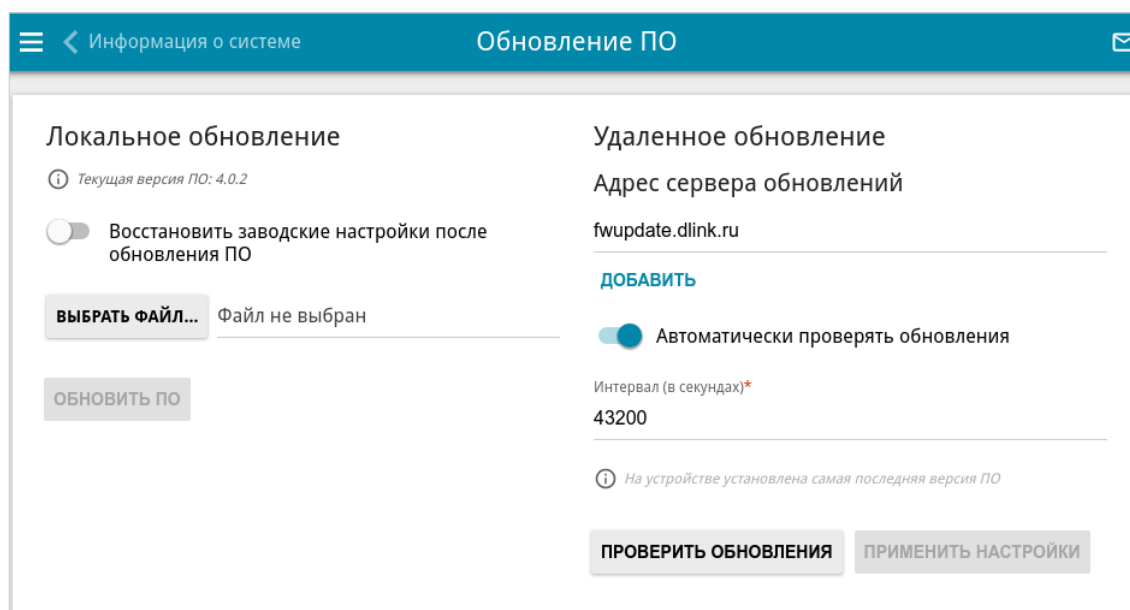 Информация о системе
Обновление ПО
Локальное обновление
Текущая версия ПО: 4.0.2
Восстановить заводские настройки после
обновления ПО
ВЫБРАТЬ ФАЙЛ...
Файл не выбран
ОБНОВИТЬ ПО
Удаленное обновление
Адрес сервера обновлений
fwupdate.dlink.ru
ДОБАВИТЬ
Автоматически проверять обновления
Интервал (в секундах)*
43200
На устройстве установлена самая последняя версия ПО
ПРОВЕРИТЬ ОБНОВЛЕНИЯ
ПРИМЕНИТЬ НАСТРОЙКИ